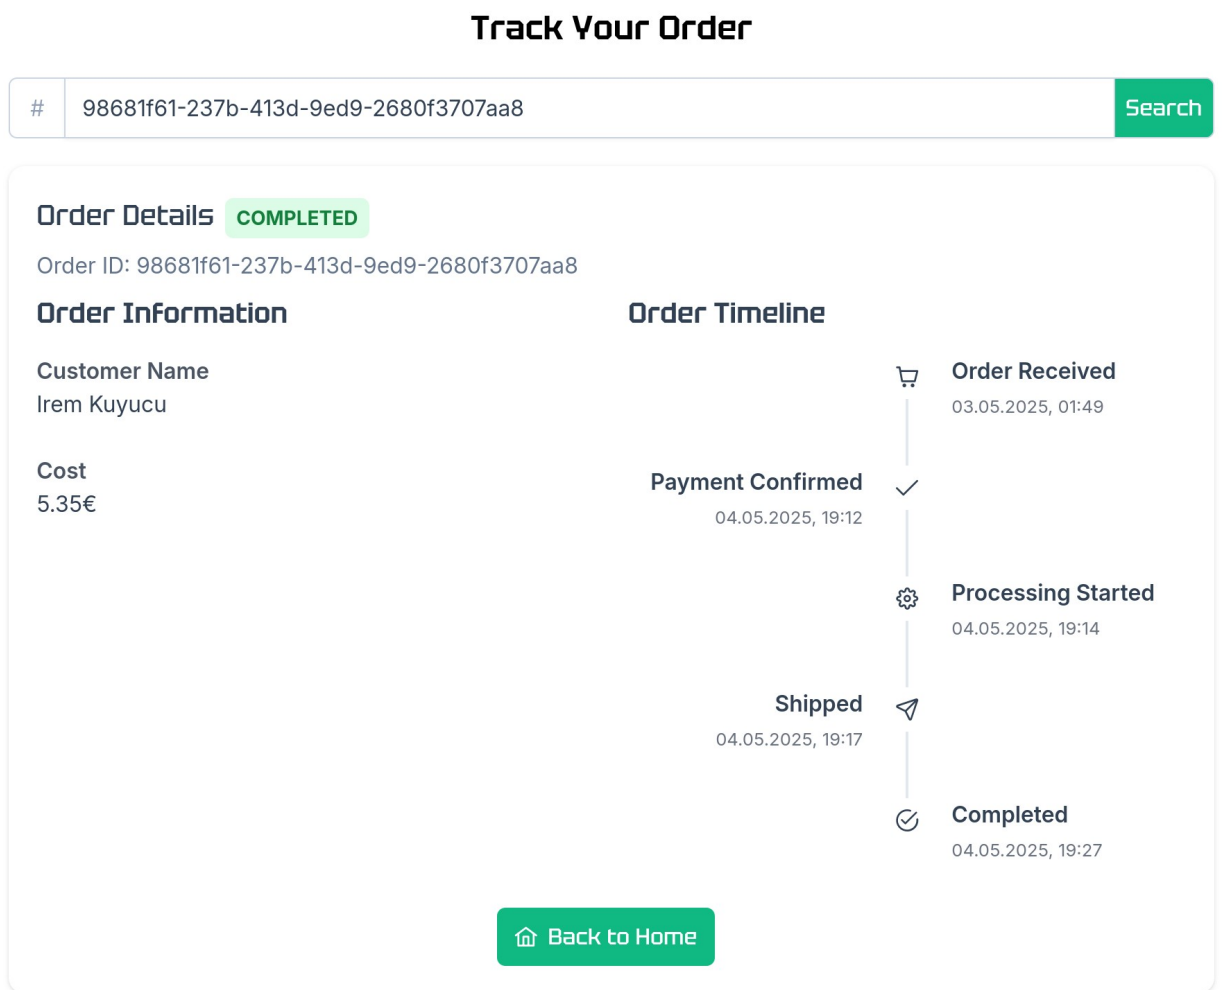 Track Your Order
# 98681f61-237b-413d-9ed9-2680f3707aa8 Search
Order Details COMPLETED
Order ID: 98681f61-237b-413d-9ed9-2680f3707aa8
Order Information
Customer Name
Irem Kuyucu
Cost
5.35€
Order Timeline
Order Received
03.05.2025, 01:49
Payment Confirmed
04.05.2025, 19:12
Processing Started
04.05.2025, 19:14
Shipped
04.05.2025, 19:17
Completed
04.05.2025, 19:27
Back to Home